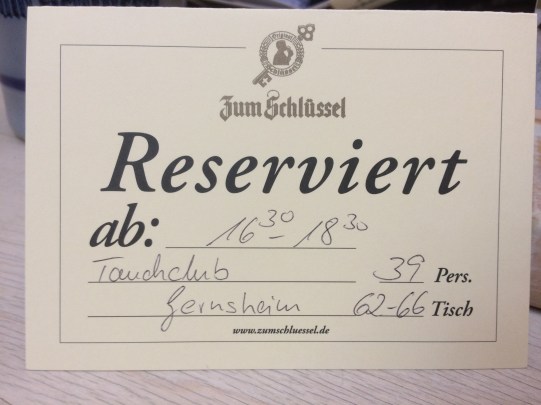 Zum Schlüssel
Reserviert
ab: 16³⁰ - 18³⁰
Tauchclub 39 Pers.
Gernsheim 62-66 Tisch
www.zumschluessel.de